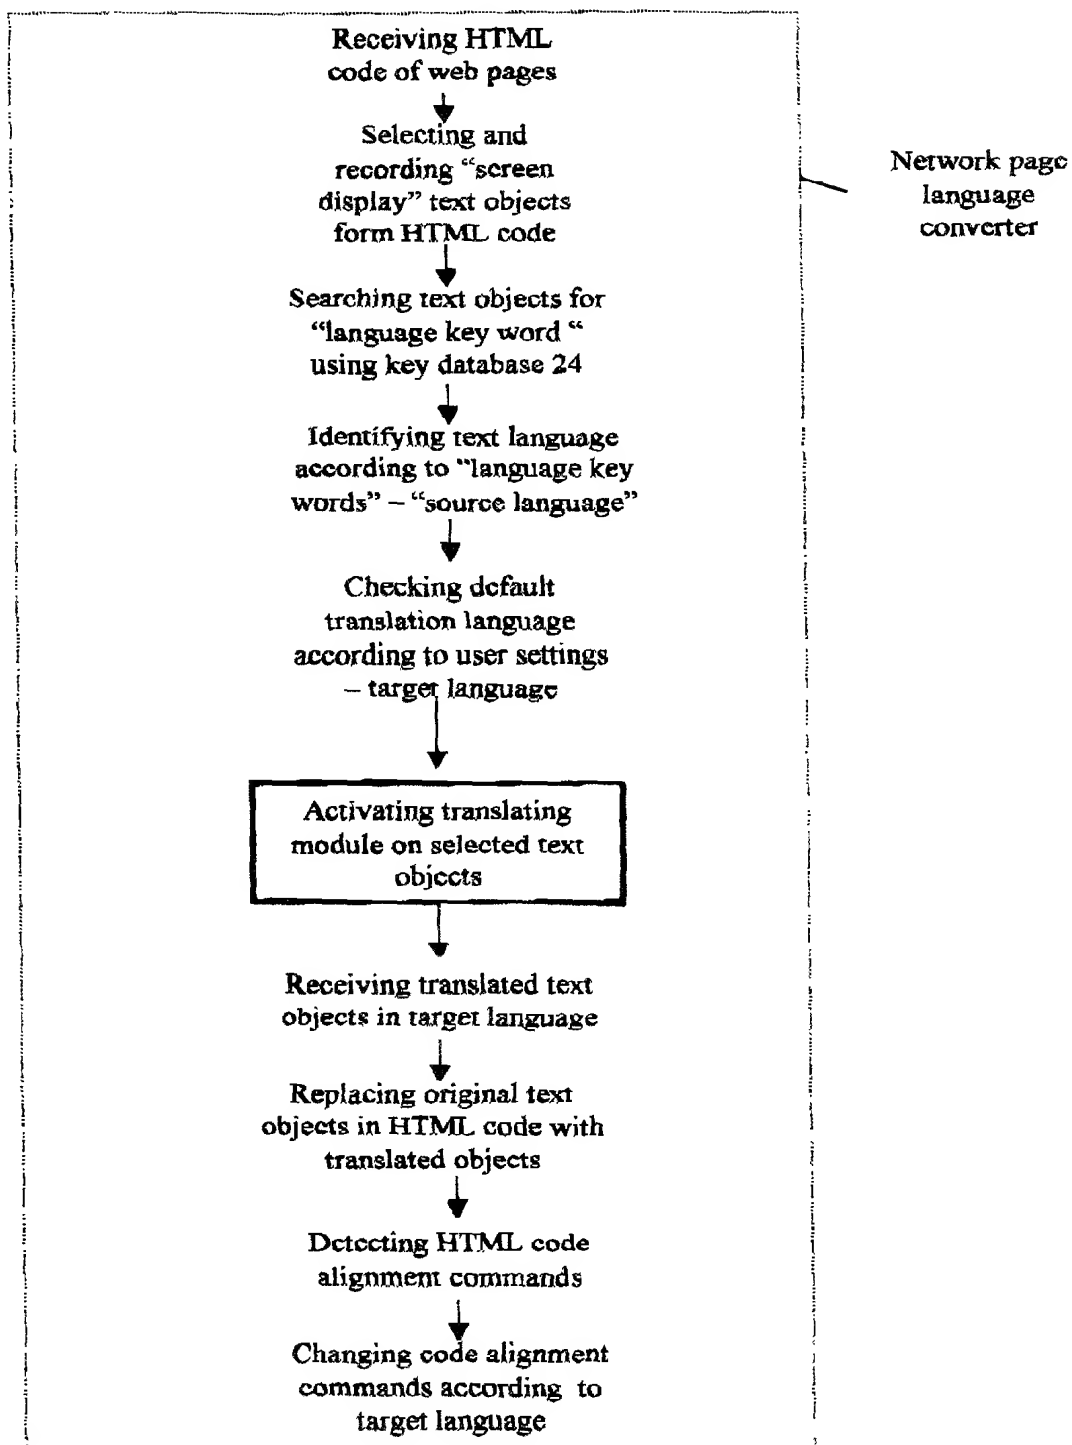 Receiving HTML
code of web pages
Selecting and
recording “screen
display” text objects
form HTML code
Network page
language
converter
Searching text objects for
“language key word “
using key database 24
Identifying text language
according to “language key
words” – “source language”
Checking default
translation language
according to user settings
– target language
Activating translating
module on selected text
objects
Receiving translated text
objects in target language
Replacing original text
objects in HTML code with
translated objects
Detecting HTML code
alignment commands
Changing code alignment
commands according to
target language